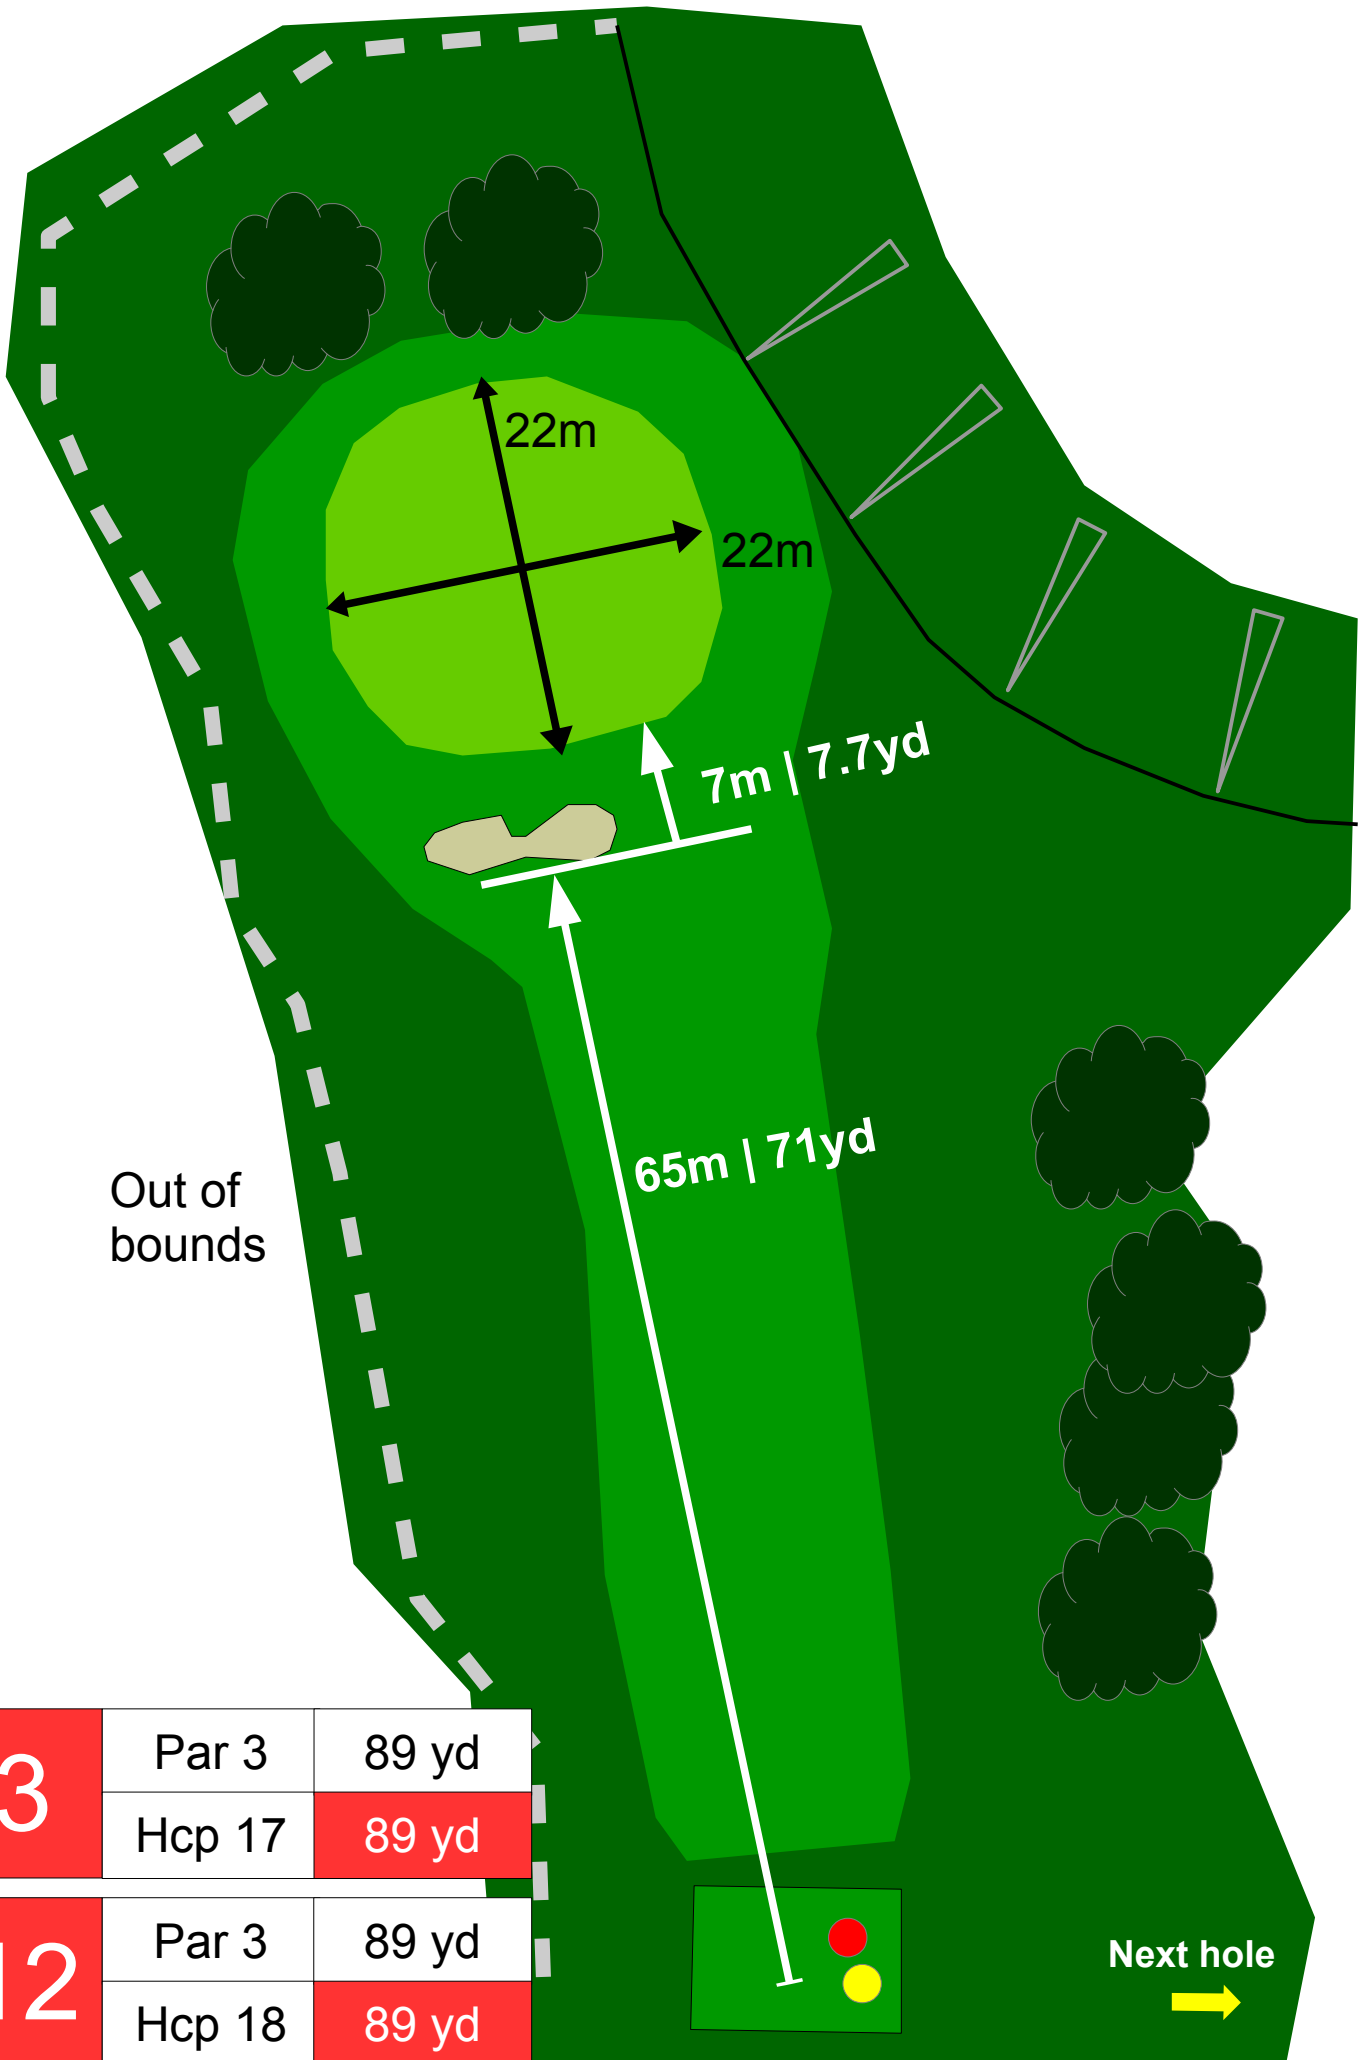 22m
22m
7m | 7.7yd
65m | 71yd
Out of
bounds
3
Par 3
89 yd
Hcp 17
89 yd
12
Par 3
89 yd
Hcp 18
89 yd
Next hole